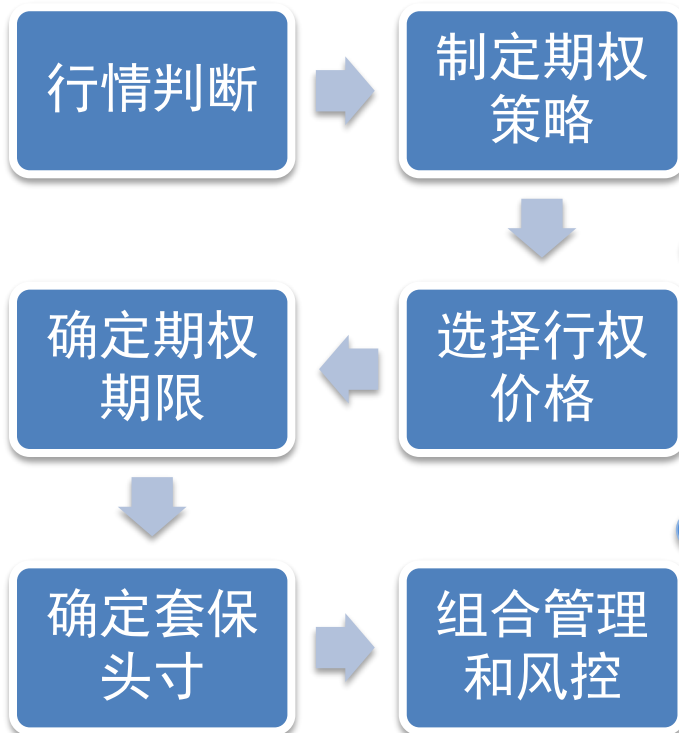 行情判断
制定期权
策略
选择行权
价格
确定期权
期限
确定套保
头寸
组合管理
和风控